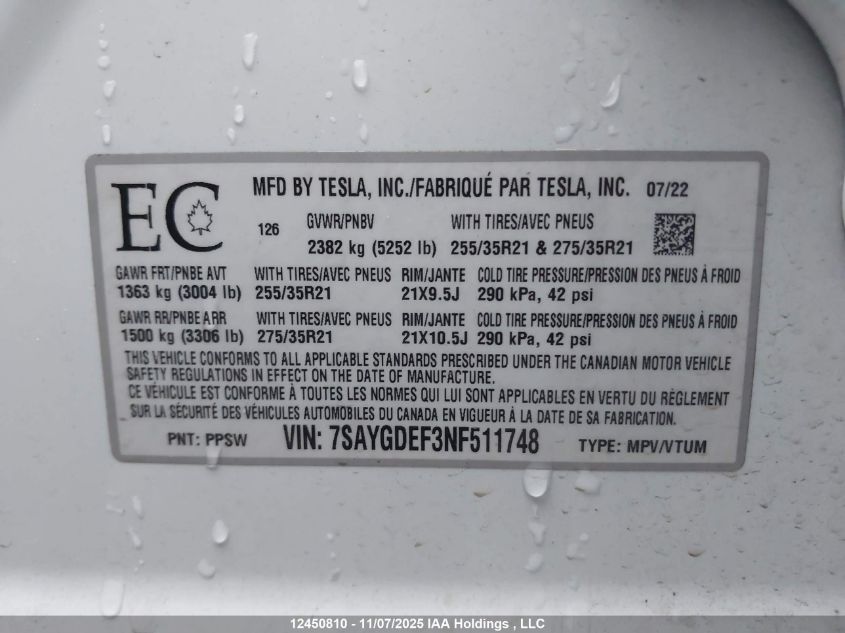 EC
MFD BY TESLA, INC./FABRIQUÉ PAR TESLA, INC. 07/22
126 GVWR/PNBV WITH TIRES/AVEC PNEUS
2382 kg (5252 lb) 255/35R21 & 275/35R21
GAWR FRT/PNBE AVT WITH TIRES/AVEC PNEUS RIM/JANTE COLD TIRE PRESSURE/PRESSION DES PNEUS À FROID
1363 kg (3004 lb) 255/35R21 21X9.5J 290 kPa, 42 psi
GAWR RR/PNBE ARR WITH TIRES/AVEC PNEUS RIM/JANTE COLD TIRE PRESSURE/PRESSION DES PNEUS À FROID
1500 kg (3306 lb) 275/35R21 21X10.5J 290 kPa, 42 psi
THIS VEHICLE CONFORMS TO ALL APPLICABLE STANDARDS PRESCRIBED UNDER THE CANADIAN MOTOR VEHICLE
SAFETY REGULATIONS IN EFFECT ON THE DATE OF MANUFACTURE.
CE VÉHICULE EST CONFORME À TOUTES LES NORMES QUI LUI SONT APPLICABLES EN VERTU DU RÈGLEMENT
SUR LA SÉCURITÉ DES VÉHICULES AUTOMOBILES DU CANADA EN VIGUEUR À LA DATE DE SA FABRICATION.
PNT: PPSW VIN: 7SAYGDEF3NF511748 TYPE: MPV/VTUM
12450810 - 11/07/2025 IAA Holdings , LLC